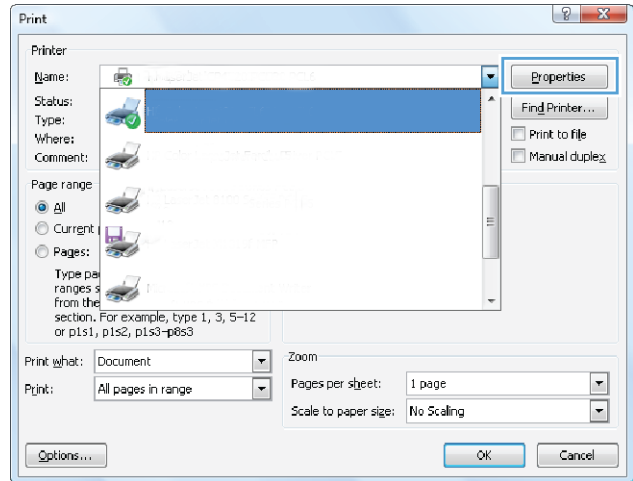 Print
Printer
Name:
Properties
Status:
Find Printer...
Type:
Where:
Print to file
Comment:
Manual duplex
Page range
All
Current
Pages:
Type
ranges
from the
section. For example, type 1, 3, 5-12
or p1s1, p1s2, p1s3-p8s3
Print what: Document
Print: All pages in range
Zoom
Pages per sheet: 1 page
Scale to paper size: No Scaling
Options...
OK
Cancel